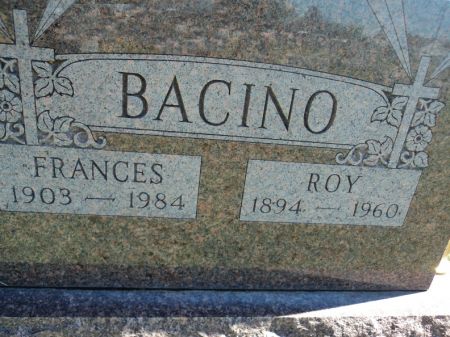 BACINO
FRANCES ROY
1903 — 1984 1894 — 1960